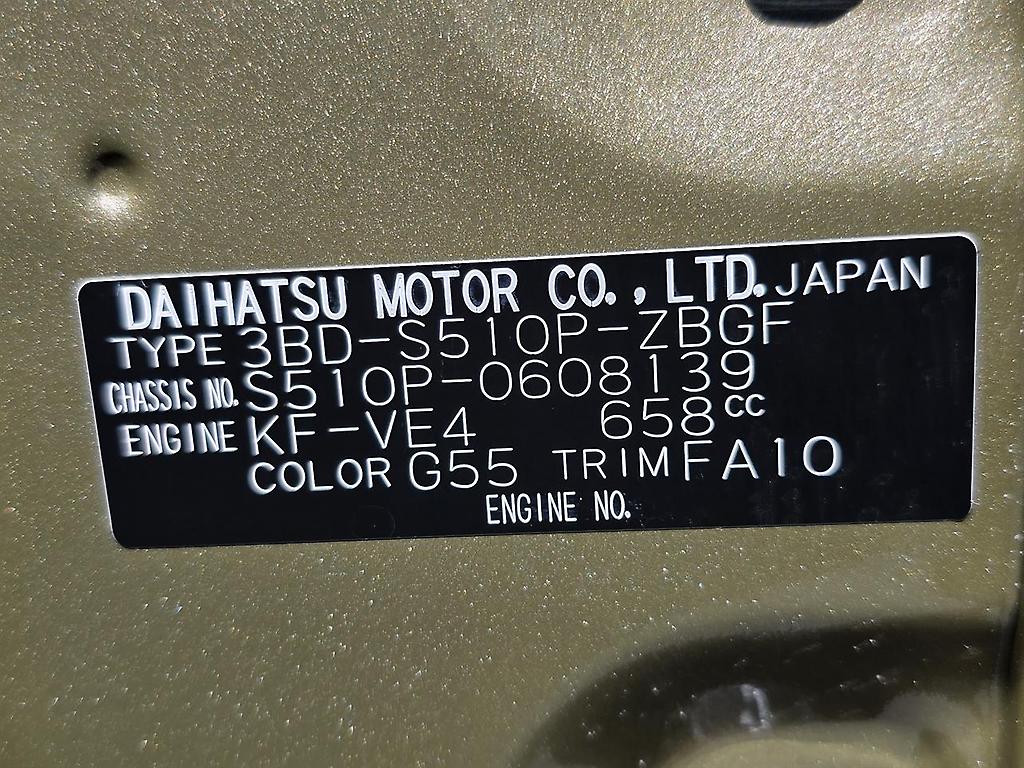 DAIHATSU MOTOR CO., LTD. JAPAN
TYPE 3BD-S510P-ZBGF
CHASSIS NO. S510P-0608139
ENGINE KF-VE4 658cc
COLOR G55 TRIM FA10
ENGINE NO.